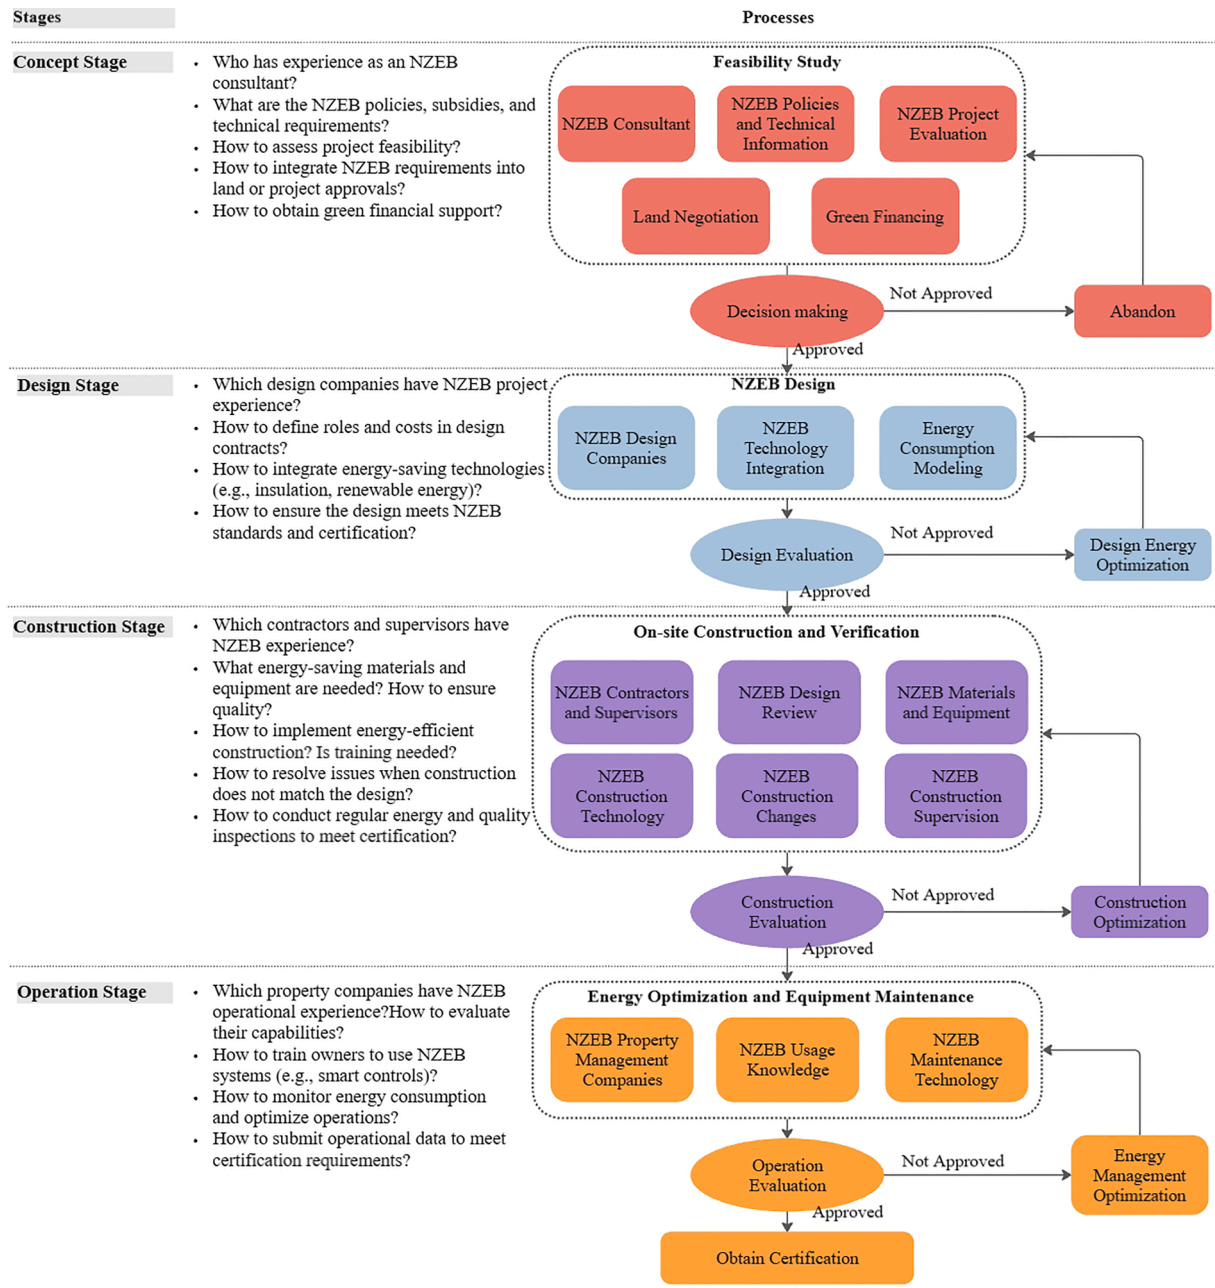 Stages
Processes
Concept Stage
• Who has experience as an NZEB
consultant?
• What are the NZEB policies, subsidies, and
technical requirements?
• How to assess project feasibility?
• How to integrate NZEB requirements into
land or project approvals?
• How to obtain green financial support?
Feasibility Study
NZEB Consultant
NZEB Policies
and Technical
Information
NZEB Project
Evaluation
Land Negotiation
Green Financing
Decision making
Not Approved
Abandon
Approved
Design Stage
• Which design companies have NZEB project
experience?
• How to define roles and costs in design
contracts?
• How to integrate energy-saving technologies
(e.g., insulation, renewable energy)?
• How to ensure the design meets NZEB
standards and certification?
NZEB Design
NZEB Design
Companies
NZEB
Technology
Integration
Energy
Consumption
Modeling
Design Evaluation
Not Approved
Design Energy
Optimization
Approved
Construction Stage
• Which contractors and supervisors have
NZEB experience?
• What energy-saving materials and
equipment are needed? How to ensure
quality?
• How to implement energy-efficient
construction? Is training needed?
• How to resolve issues when construction
does not match the design?
• How to conduct regular energy and quality
inspections to meet certification?
On-site Construction and Verification
NZEB Contractors
and Supervisors
NZEB Design
Review
NZEB Materials
and Equipment
NZEB
Construction
Technology
NZEB
Construction
Changes
NZEB
Construction
Supervision
Construction
Evaluation
Not Approved
Construction
Optimization
Approved
Operation Stage
• Which property companies have NZEB
operational experience?How to evaluate
their capabilities?
• How to train owners to use NZEB
systems (e.g., smart controls)?
• How to monitor energy consumption
and optimize operations?
• How to submit operational data to meet
certification requirements?
Energy Optimization and Equipment Maintenance
NZEB Property
Management
Companies
NZEB Usage
Knowledge
NZEB
Maintenance
Technology
Operation
Evaluation
Not Approved
Energy
Management
Optimization
Approved
Obtain Certification